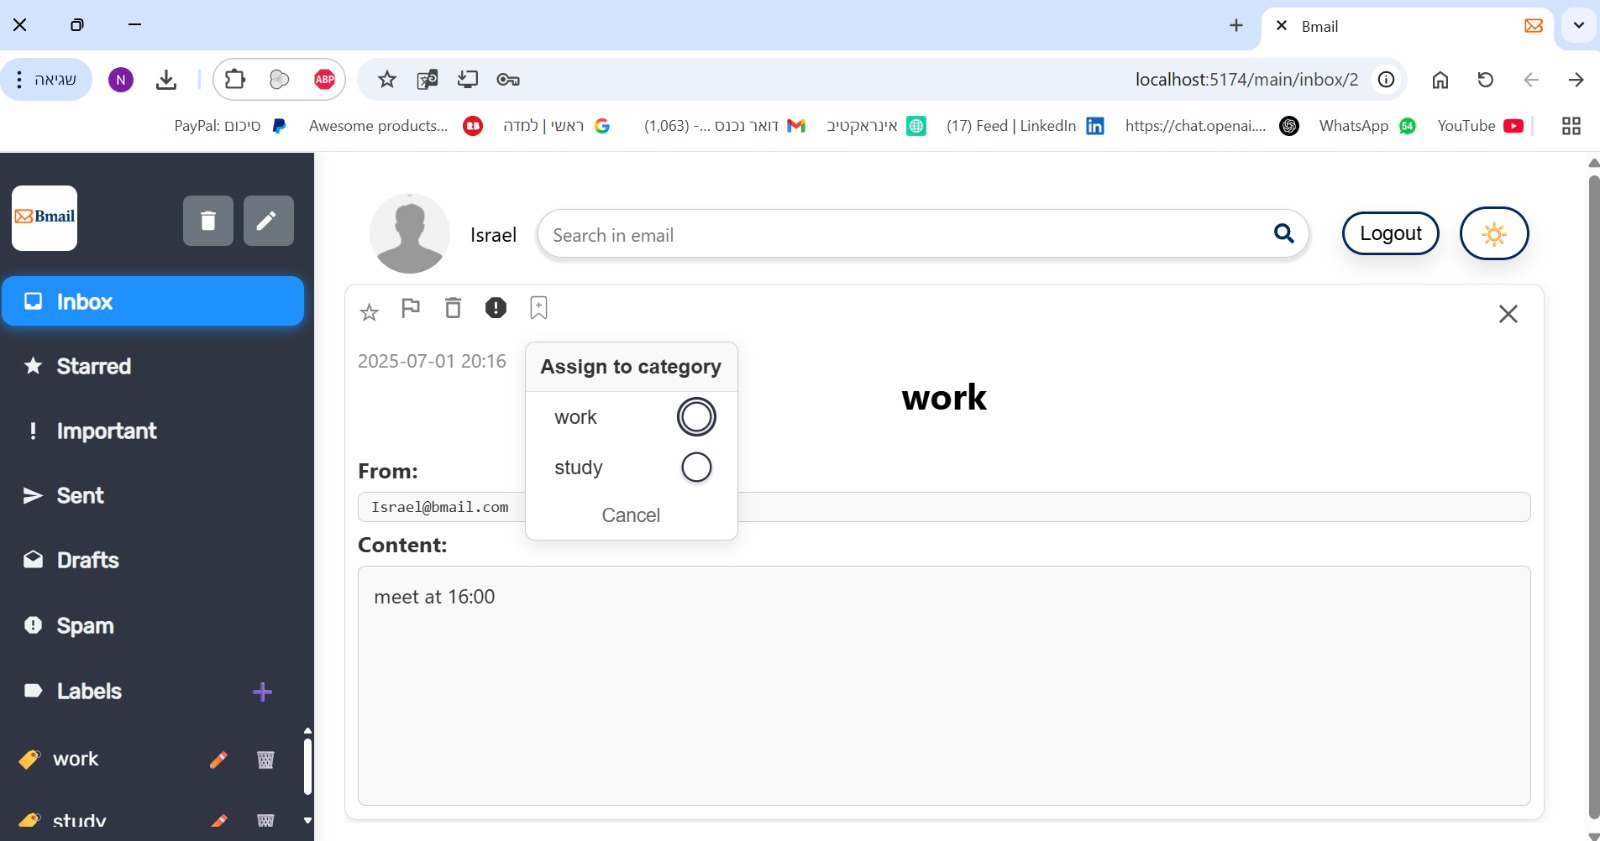 Bmail
שגיאה
N
ABP
localhost:5174/main/inbox/2
PayPal: סיכום
Awesome products...
ראשי | למדה
דואר נכנס -... (1,063)
אינראקטיב
(17) Feed | LinkedIn
https://chat.openai....
WhatsApp
54
YouTube
Bmail
Israel
Search in email
Logout
Inbox
Starred
Important
Sent
Drafts
Spam
Labels
work
study
2025-07-01 20:16
Assign to category
work
study
Cancel
work
From:
Israel@bmail.com
Content:
meet at 16:00